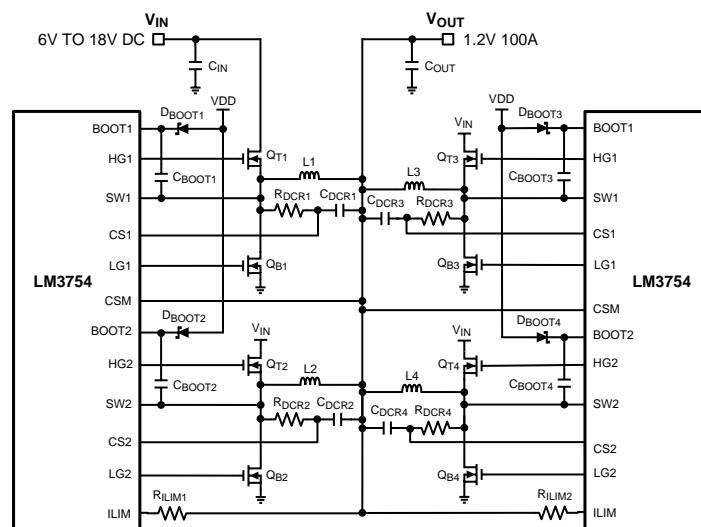 VIN
6V TO 18V DC
CIN
VOUT
1.2V 100A
COUT
LM3754
BOOT1
HG1
SW1
CS1
LG1
CSM
BOOT2
HG2
SW2
CS2
LG2
ILIM
DBOOT1
VDD
CBOOT1
QT1
L1
RDCR1
CDCR1
QB1
DBOOT2
VIN
CBOOT2
QT2
L2
RDCR2
CDCR2
QB2
RILIM1
VIN
VDD
DBOOT3
QT3
L3
CBOOT3
CDCR3
RDCR3
QB3
VIN
DBOOT4
QT4
L4
CBOOT4
CDCR4
RDCR4
QB4
RILIM2
BOOT1
HG1
SW1
CS1
LG1
CSM
BOOT2
HG2
SW2
CS2
LG2
ILIM
LM3754